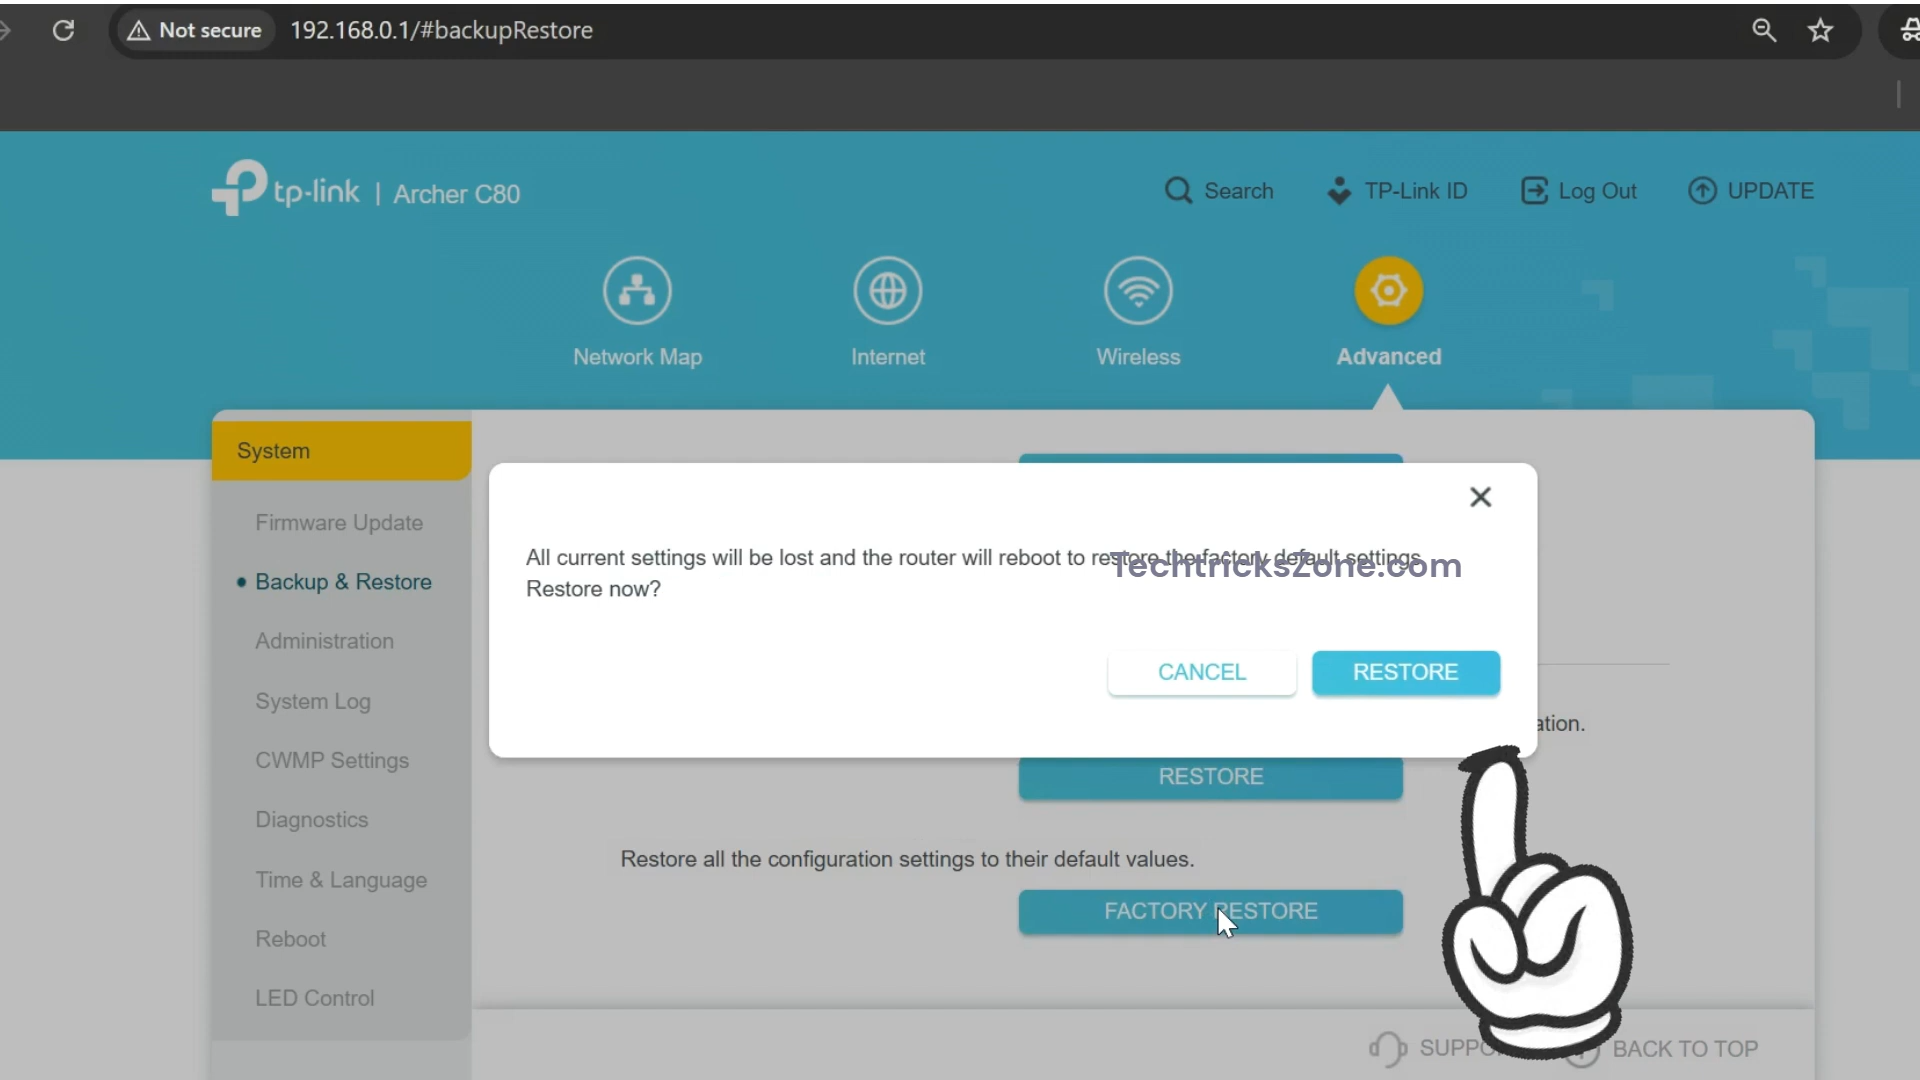 Not secure
192.168.0.1/#backupRestore
tp-link | Archer C80
Search
TP-Link ID
Log Out
UPDATE
Network Map
Internet
Wireless
Advanced
System
Firmware Update
Backup & Restore
Administration
System Log
CWMP Settings
Diagnostics
Time & Language
Reboot
LED Control
All current settings will be lost and the router will reboot to restore the factory default settings.
TechtricksZone.com
Restore now?
CANCEL
RESTORE
ation.
RESTORE
Restore all the configuration settings to their default values.
FACTORY RESTORE
SUPPO
BACK TO TOP